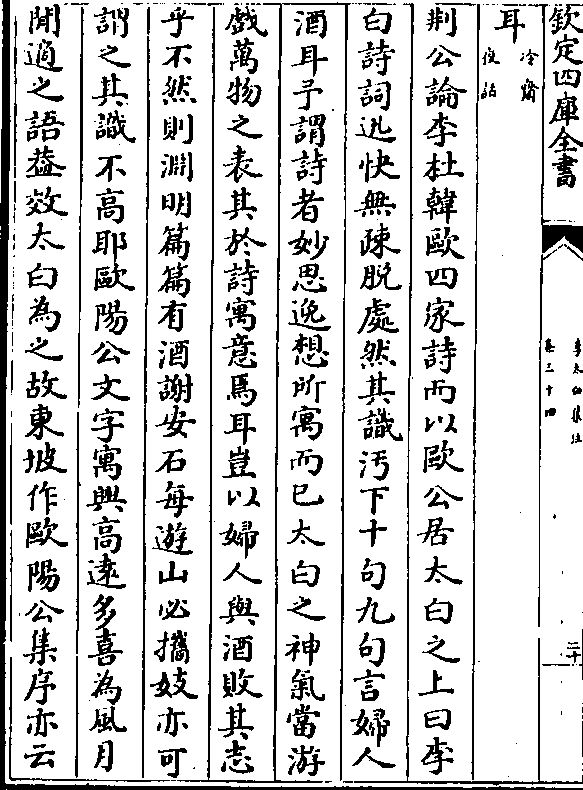 欽定四庫全書
李太白集注
卷三十四
二十
耳冷齋夜話
荆公論李杜韓歐四家詩而以歐公居太白之上曰李
白詩詞迅快無疎脱處然其識汚下十句九句言婦人
酒耳予謂詩者妙思逸想所寓而已太白之神氣當游
戲萬物之表其於詩寓意焉耳豈以婦人與酒敗其志
乎不然則淵明篇篇有酒謝安石每遊山必攜妓亦可
謂之其識不高耶歐陽公文字寓興高遠多喜為風月
閒適之語葢效太白為之故東坡作歐陽公集序亦云